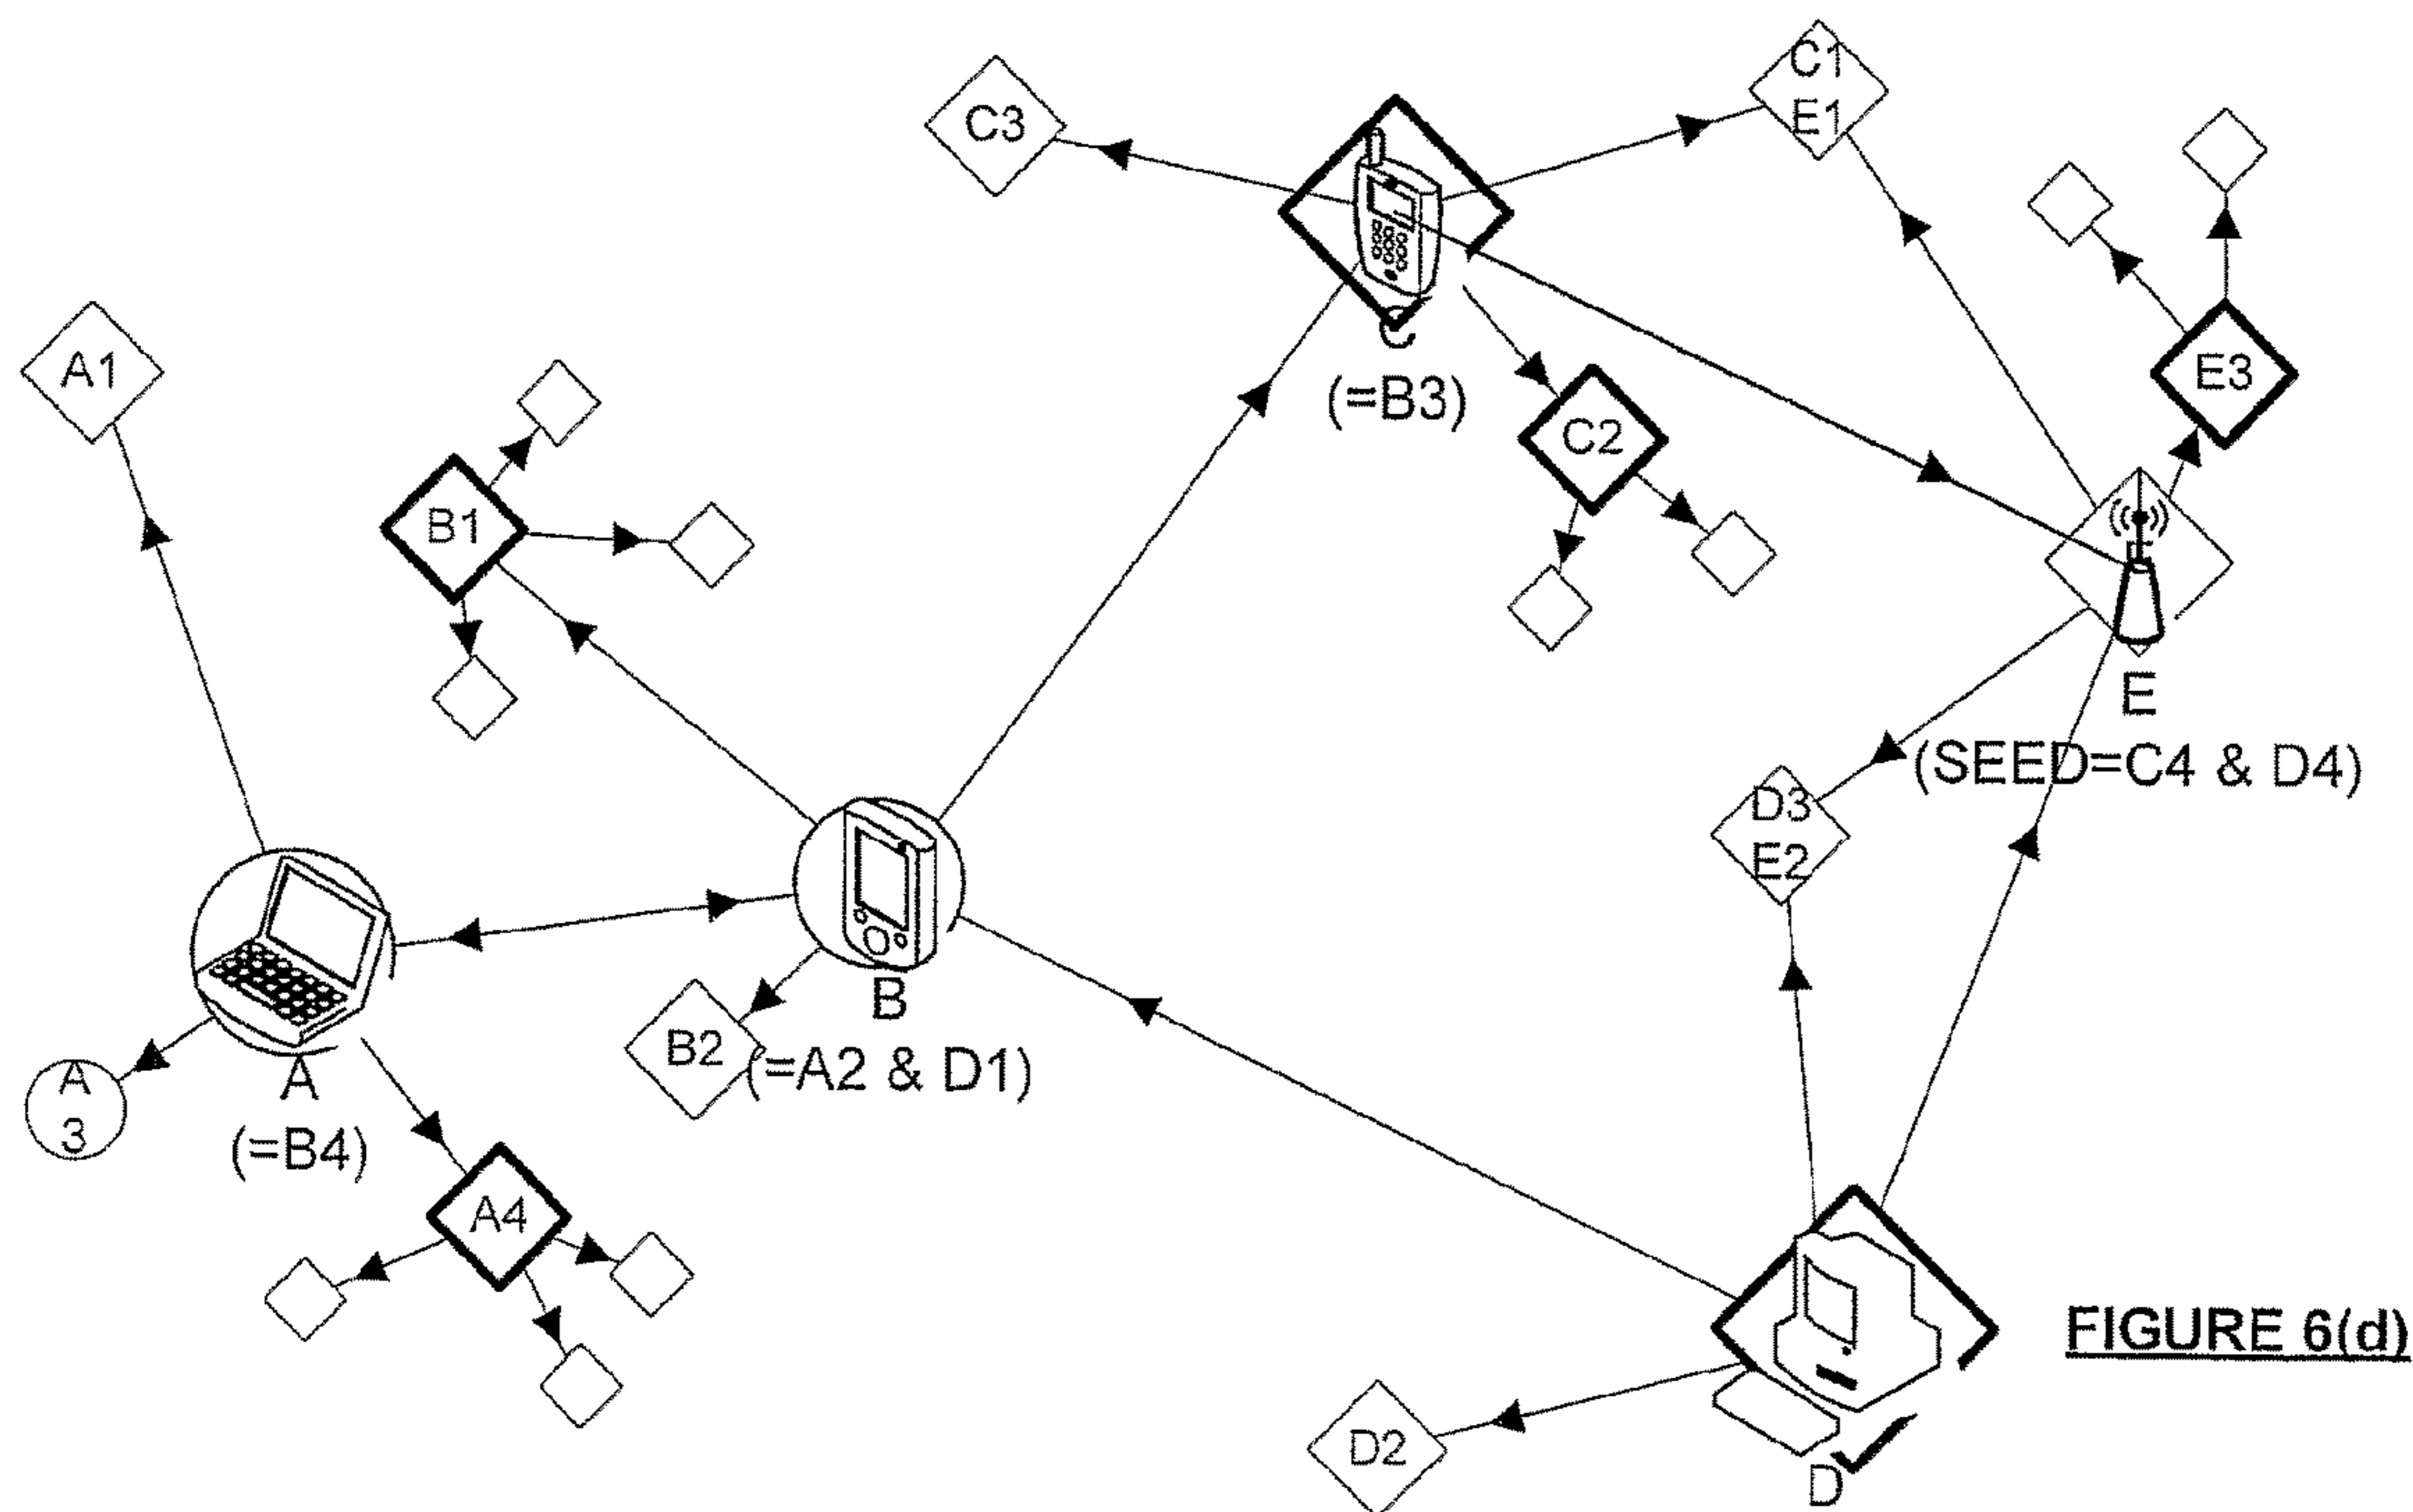 C1
E1
C3
A1
E3
C
(=B3)
C2
B1
E
(SEED=C4 & D4)
D3
E2
B
B2
(=A2 & D1)
A
3
A
(=B4)
A4
FIGURE 6(d)
D2
D